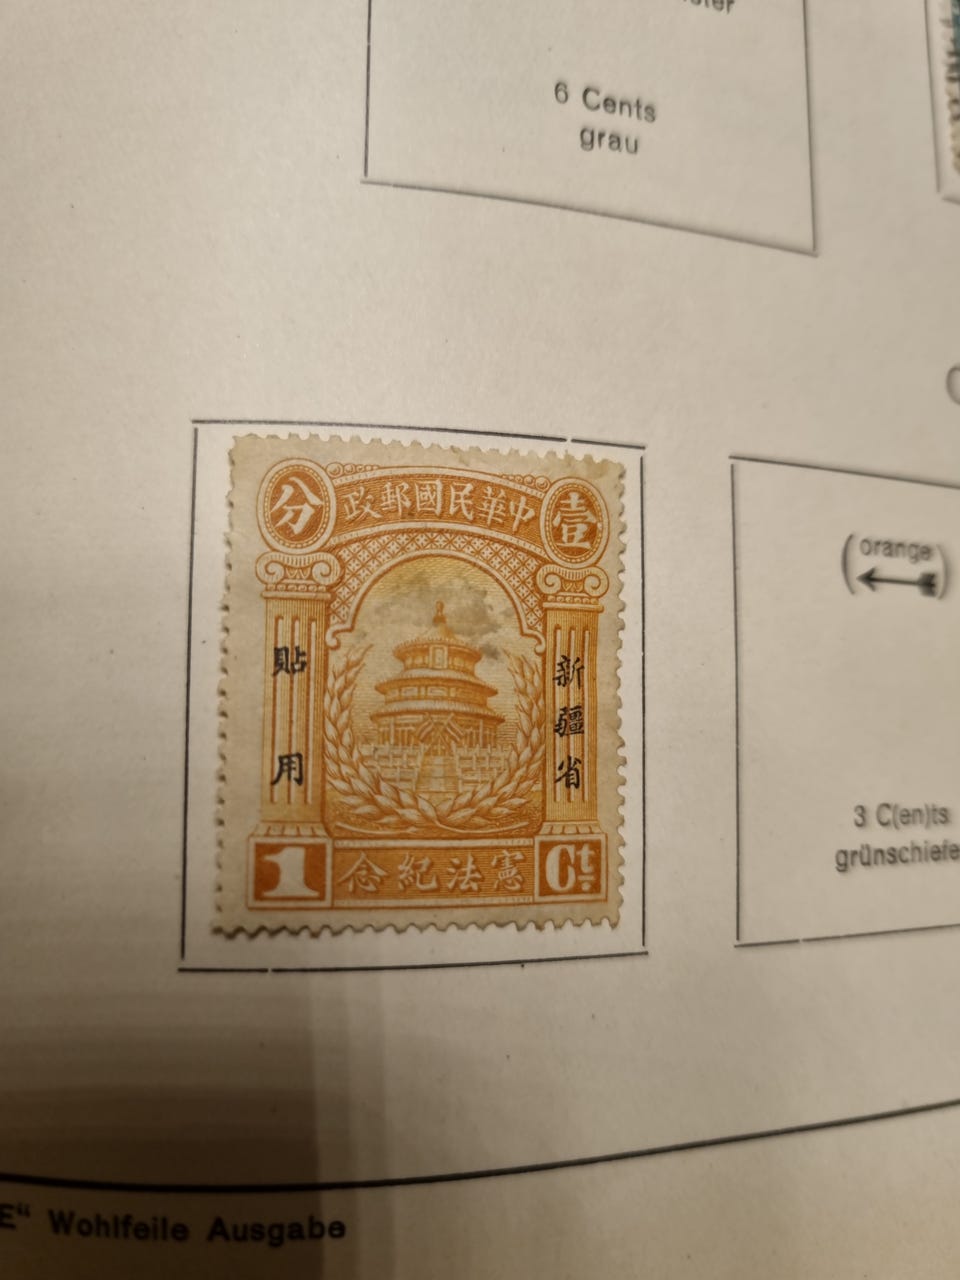 6 Cents
grau
分
政郵國民華中
壹
貼用
新疆省
1
念紀法憲
Ct.
(orange)
3 C(en)ts
Wohlfeile Ausgabe